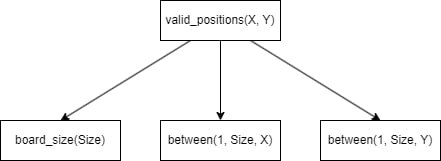 valid_positions(X, Y)
board_size(Size)
between(1, Size, X)
between(1, Size, Y)